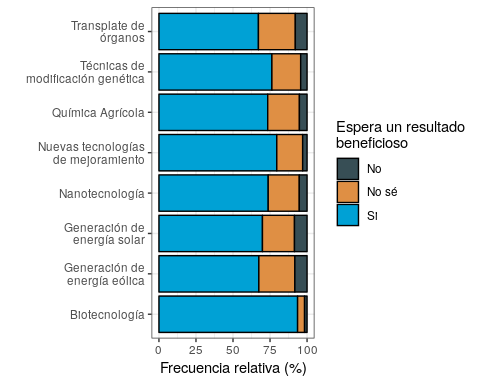 Transplate de
órganos
Técnicas de
modificación genética
Química Agrícola
Nuevas tecnologías
de mejoramiento
Nanotecnología
Generación de
energía solar
Generación de
energía eólica
Biotecnología
0 25 50 75 100
Frecuencia relativa (%)
Espera un resultado
beneficioso
No
No sé
Si